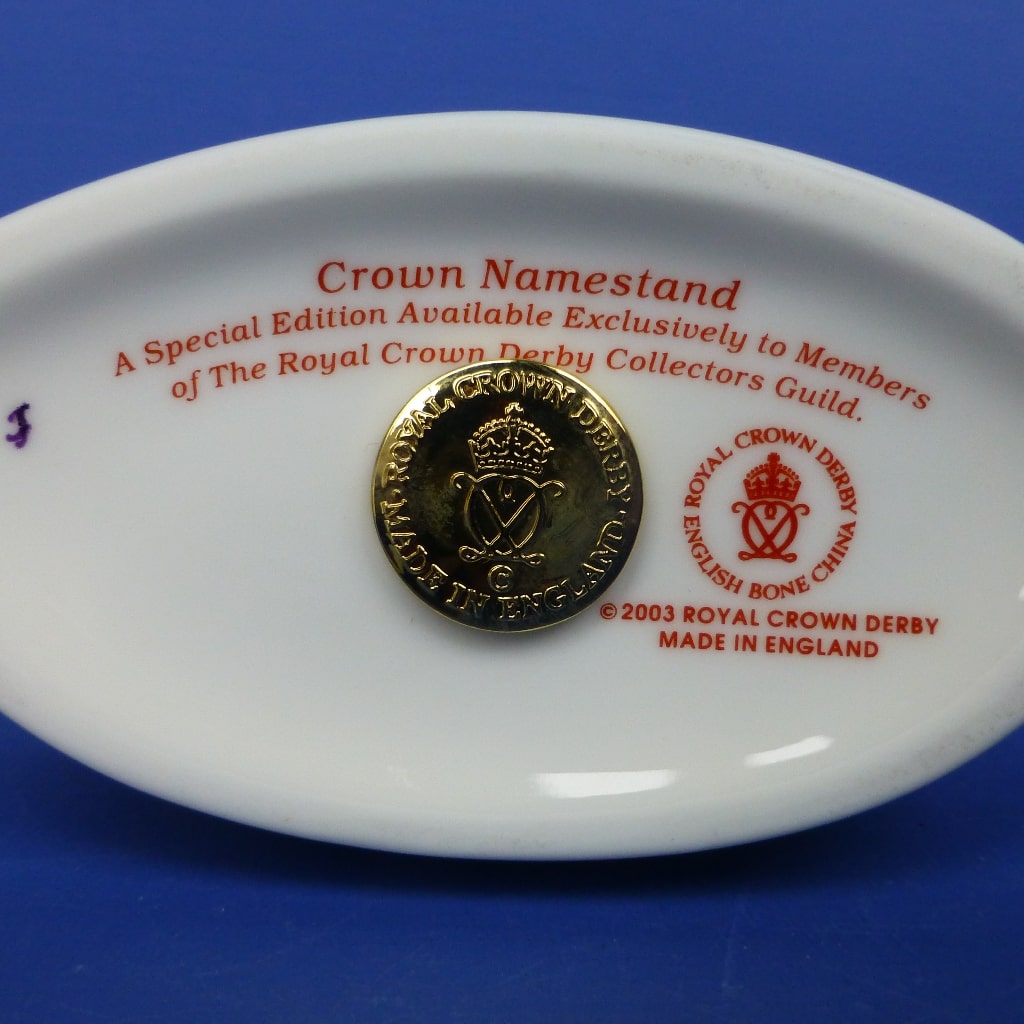 Crown Namestand
A Special Edition Available Exclusively to Members
of The Royal Crown Derby Collectors Guild.
ROYAL CROWN DERBY
MADE IN ENGLAND
©
ROYAL CROWN DERBY
ENGLISH BONE CHINA
© 2003 ROYAL CROWN DERBY
MADE IN ENGLAND